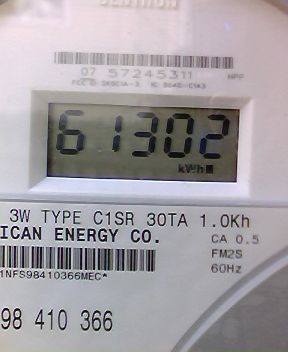 07 57245311
61302
kWh
3W TYPE C1SR 30TA 1.0Kh
ICAN ENERGY CO.
CA 0.5
FM2S
60Hz
1NFS98410366MEC*
98 410 366